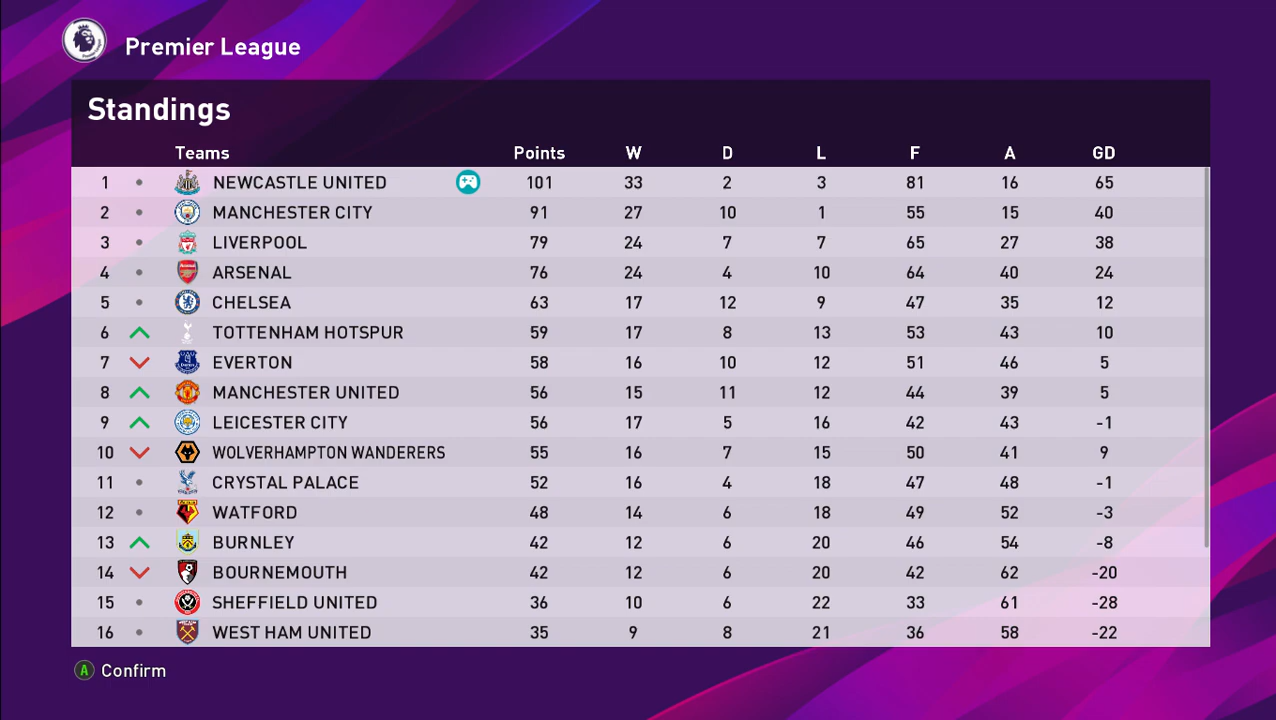 Premier League
Standings
Teams Points W D L F A GD
1 NEWCASTLE UNITED 101 33 2 3 81 16 65
2 MANCHESTER CITY 91 27 10 1 55 15 40
3 LIVERPOOL 79 24 7 7 65 27 38
4 ARSENAL 76 24 4 10 64 40 24
5 CHELSEA 63 17 12 9 47 35 12
6 TOTTENHAM HOTSPUR 59 17 8 13 53 43 10
7 EVERTON 58 16 10 12 51 46 5
8 MANCHESTER UNITED 56 15 11 12 44 39 5
9 LEICESTER CITY 56 17 5 16 42 43 -1
10 WOLVERHAMPTON WANDERERS 55 16 7 15 50 41 9
11 CRYSTAL PALACE 52 16 4 18 47 48 -1
12 WATFORD 48 14 6 18 49 52 -3
13 BURNLEY 42 12 6 20 46 54 -8
14 BOURNEMOUTH 42 12 6 20 42 62 -20
15 SHEFFIELD UNITED 36 10 6 22 33 61 -28
16 WEST HAM UNITED 35 9 8 21 36 58 -22
A Confirm